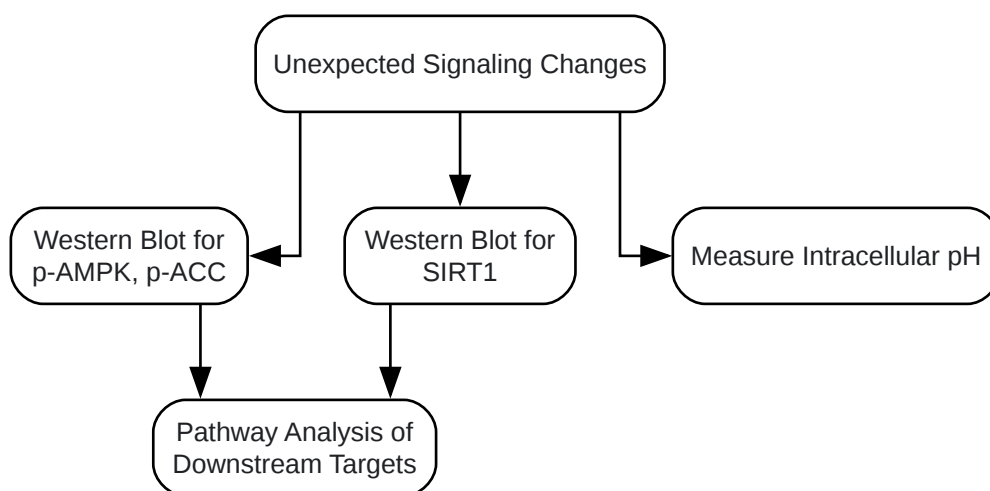 Unexpected Signaling Changes
Western Blot for
p-AMPK, p-ACC
Western Blot for
SIRT1
Measure Intracellular pH
Pathway Analysis of
Downstream Targets